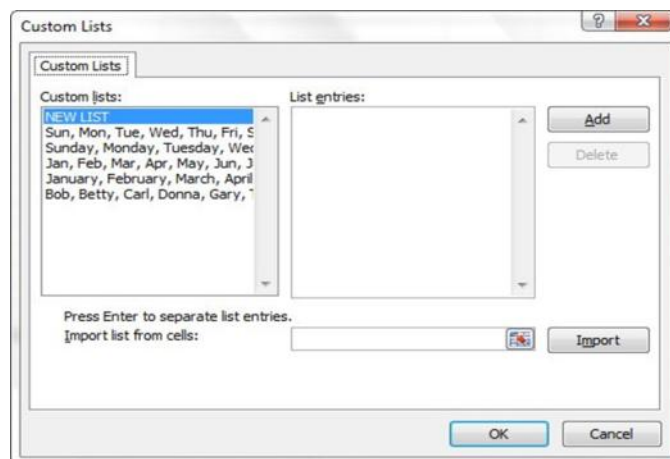 Custom Lists
Custom Lists
Custom lists:
NEW LIST
Sun, Mon, Tue, Wed, Thu, Fri, S
Sunday, Monday, Tuesday, Wed
Jan, Feb, Mar, Apr, May, Jun, J
January, February, March, April
Bob, Betty, Carl, Donna, Gary, T
List entries:
Add
Delete
Press Enter to separate list entries.
Import list from cells:
Import
OK
Cancel